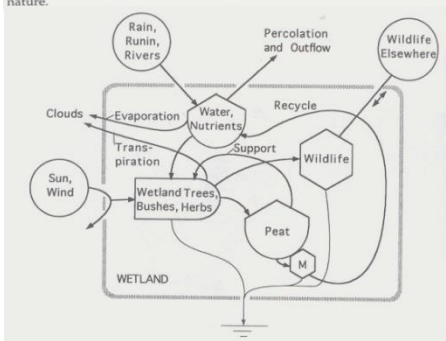 nature.
Rain,
Runin,
Rivers
Percolation
and Outflow
Wildlife
Elsewhere
Clouds
Evaporation
Water,
Nutrients
Recycle
Trans-
piration
Support
Wildlife
Sun,
Wind
Wetland Trees,
Bushes, Herbs
Peat
M
WETLAND